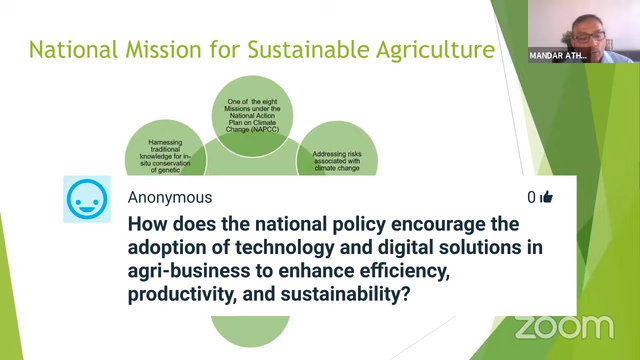 National Mission for Sustainable Agriculture
MANDAR ATH...
One of the eight
Missions under the
National Action
Plan on Climate
Change (NAPCC)
Harnessing
traditional
knowledge for in-
situ conservation
of genetic
Addressing risks
associated with
climate change
Anonymous
0
How does the national policy encourage the
adoption of technology and digital solutions in
agri-business to enhance efficiency,
productivity, and sustainability?
zoom